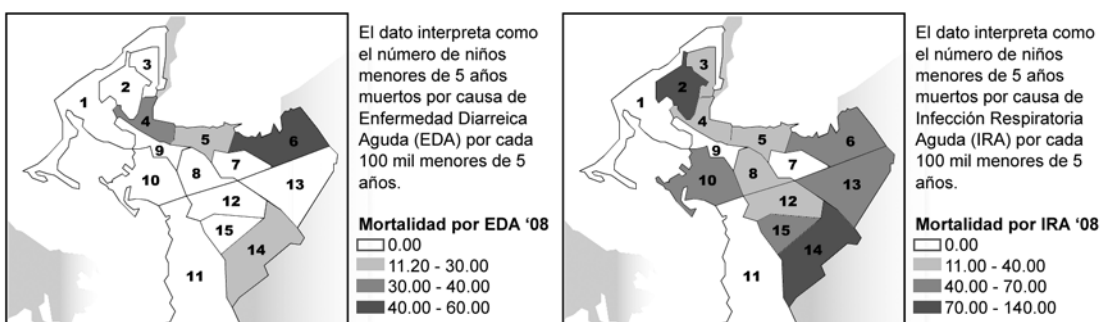 3
2
1
4
5
6
9
7
8
10
13
12
15
14
11
El dato interpreta como
el número de niños
menores de 5 años
muertos por causa de
Enfermedad Diarreica
Aguda (EDA) por cada
100 mil menores de 5
años.
Mortalidad por EDA ‘08
0.00
11.20 - 30.00
30.00 - 40.00
40.00 - 60.00
3
2
1
4
5
6
9
7
8
10
13
12
15
14
11
El dato interpreta como
el número de niños
menores de 5 años
muertos por causa de
Infección Respiratoria
Aguda (IRA) por cada
100 mil menores de 5
años.
Mortalidad por IRA ‘08
0.00
11.00 - 40.00
40.00 - 70.00
70.00 - 140.00